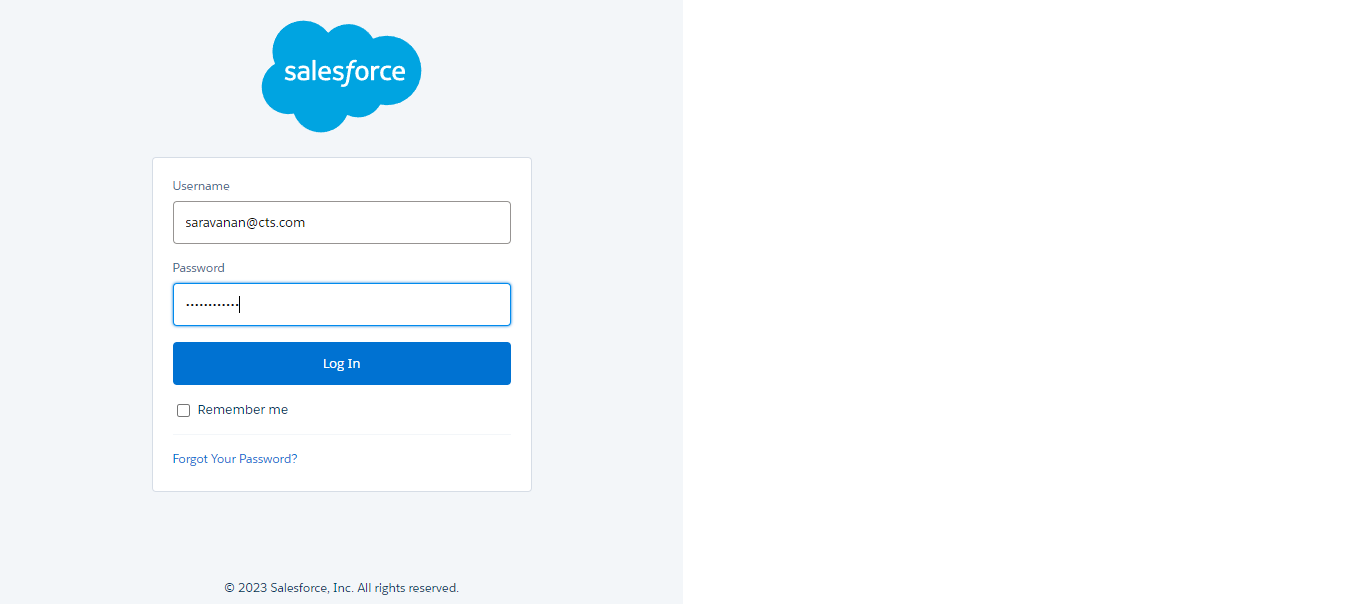 salesforce
Username
saravanan@cts.com
Password
••••••••••••
Log In
Remember me
Forgot Your Password?
© 2023 Salesforce, Inc. All rights reserved.